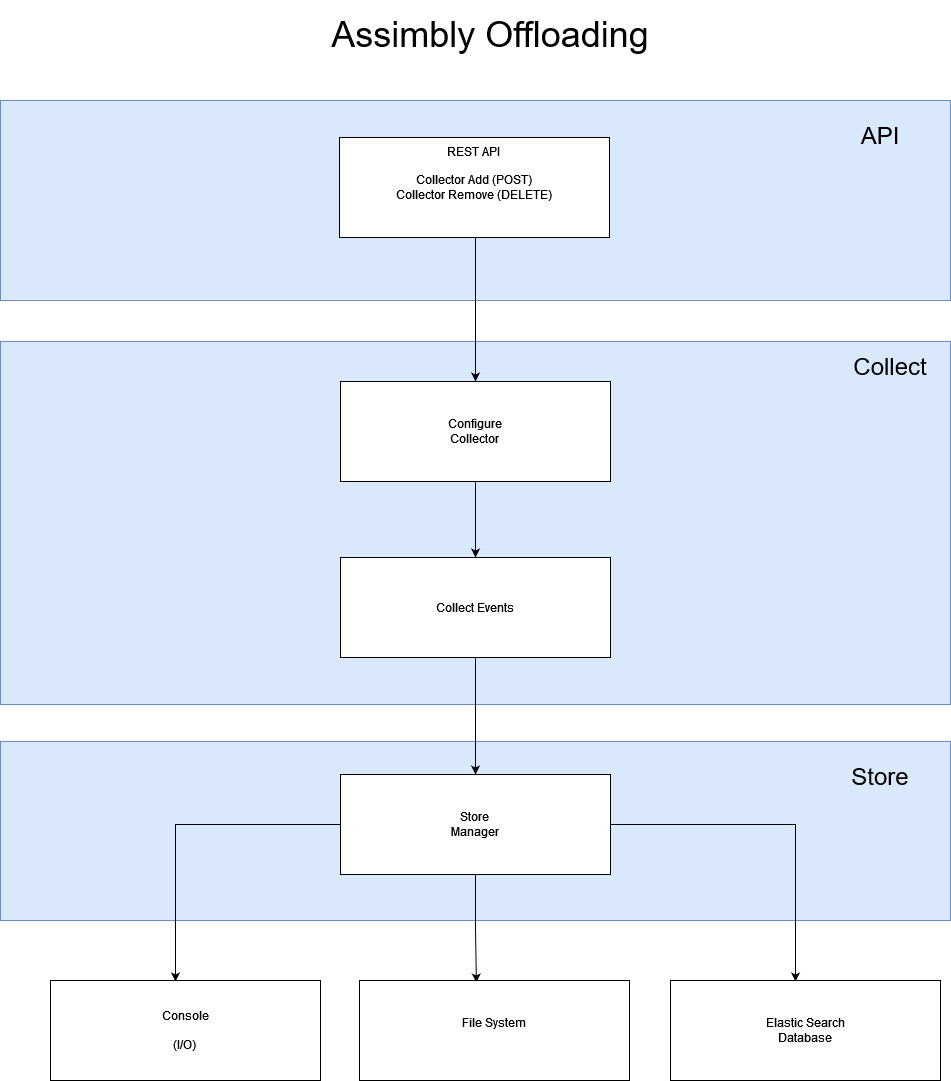 Assimbly Offloading
API
REST API
Collector Add (POST)
Collector Remove (DELETE)
Collect
Configure
Collector
Collect Events
Store
Store
Manager
Console
(I/O)
File System
Elastic Search
Database